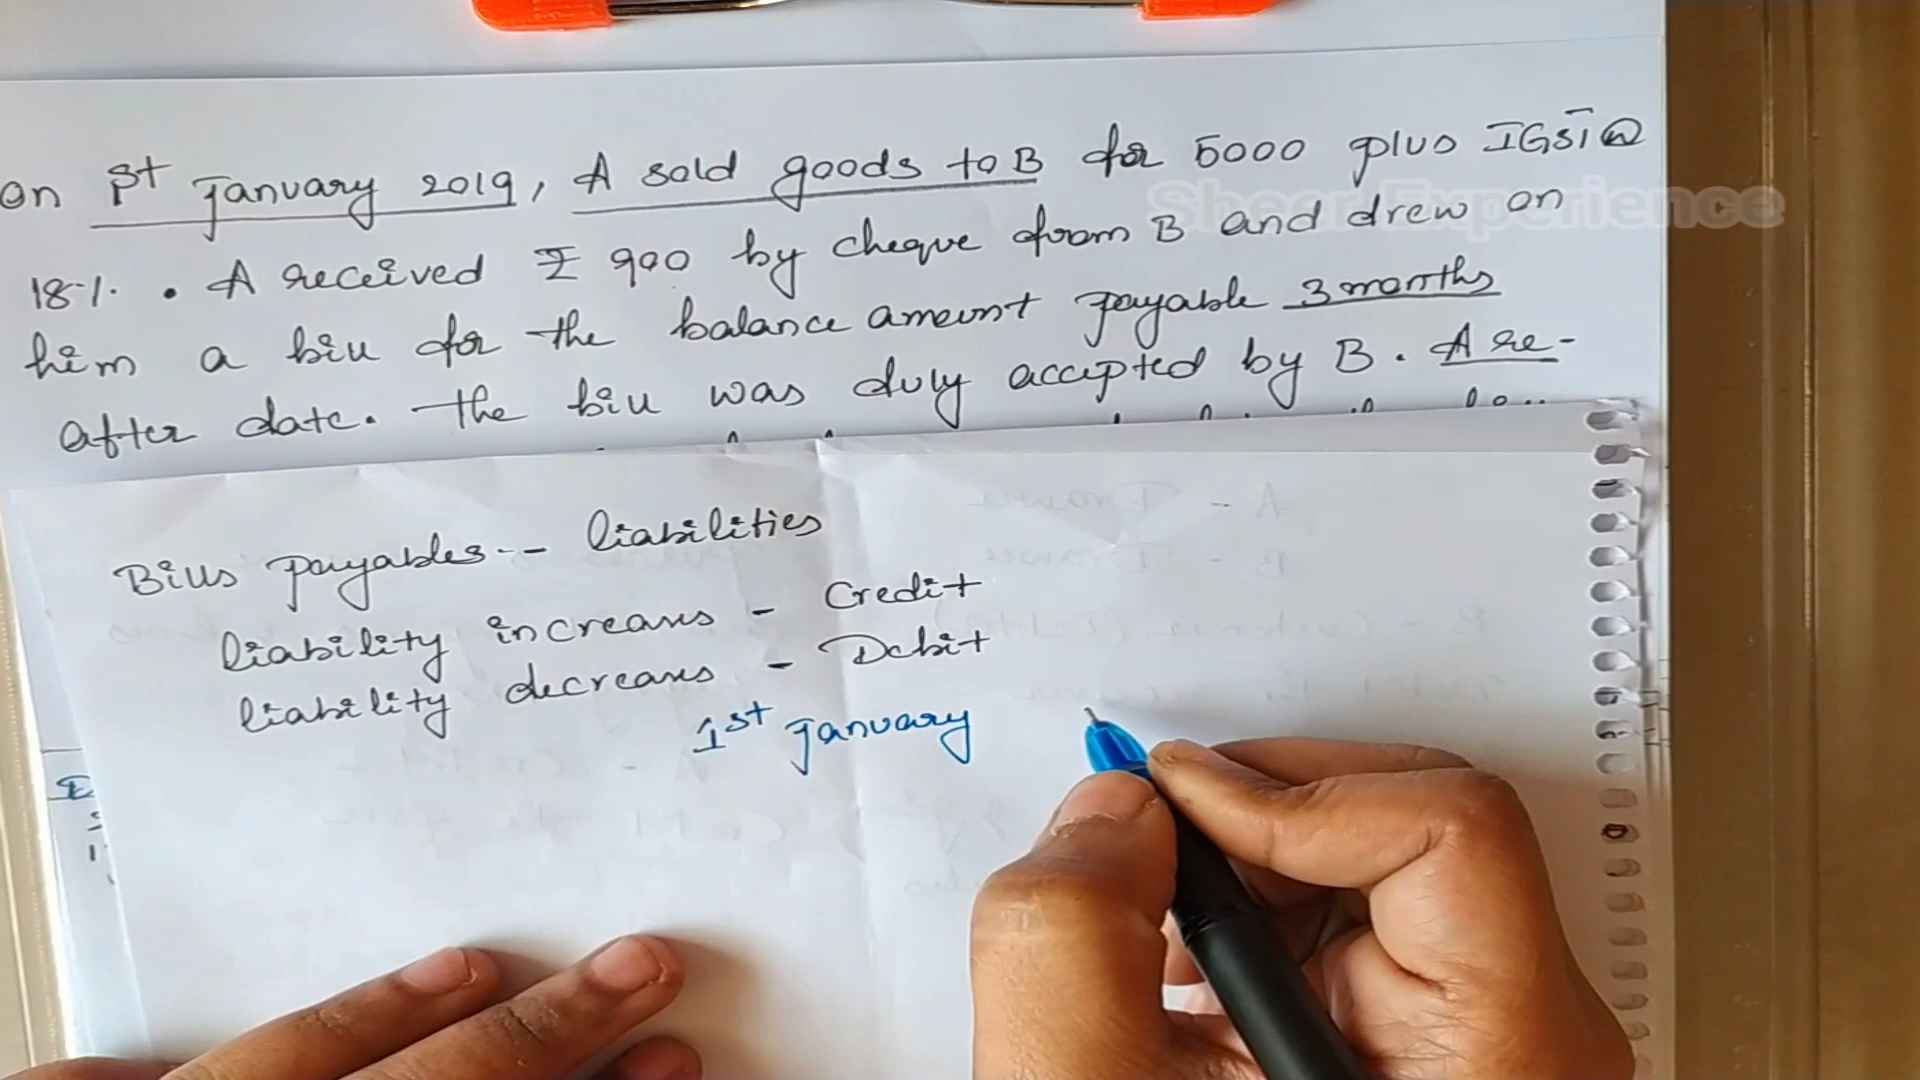 on 1st January 2019, A sold goods to B for 5000 plus IGST @
18%. A received ₹ 900 by cheque from B and drew on
him a bill for the balance amount payable 3 months
after date. The bill was duly accepted by B. A re-
Shear Experience
Bills payables -- liabilities
liability increases - Credit
liability decreases - Debit
1st January